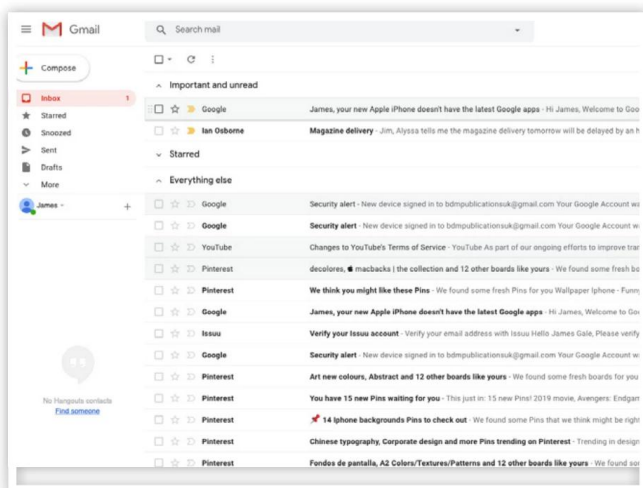 Gmail
Search mail
Compose
Inbox 1
Starred
Snoozed
Sent
Drafts
More
James
No Hangouts contacts
Find someone
Important and unread
Google James, your new Apple iPhone doesn't have the latest Google apps - Hi James, Welcome to Goo
Ian Osborne Magazine delivery - Jim, Alyssa tells me the magazine delivery tomorrow will be delayed by an h
Starred
Everything else
Google Security alert - New device signed in to bdmpublicationsuk@gmail.com Your Google Account wa
Google Security alert - New device signed in to bdmpublicationsuk@gmail.com Your Google Account wa
YouTube Changes to YouTube's Terms of Service - YouTube As part of our ongoing efforts to improve tran
Pinterest decolores, macbacks | the collection and 12 other boards like yours - We found some fresh bo
Pinterest We think you might like these Pins - We found some fresh Pins for you Wallpaper Iphone - Funny
Google James, your new Apple iPhone doesn't have the latest Google apps - Hi James, Welcome to Goo
Issuu Verify your Issuu account - Verify your email address with Issuu Hello James Gale, Please verify
Google Security alert - New device signed in to bdmpublicationsuk@gmail.com Your Google Account wa
Pinterest Art new colours, Abstract and 12 other boards like yours - We found some fresh boards for you
Pinterest You have 15 new Pins waiting for you - This just in: 15 new Pins! 2019 movie, Avengers: Endgam
Pinterest 14 Iphone backgrounds Pins to check out - We found some Pins that we think might be right
Pinterest Chinese typography, Corporate design and more Pins trending on Pinterest - Trending in design
Pinterest Fondos de pantalla, A2 Colors/Textures/Patterns and 12 other boards like yours - We found som